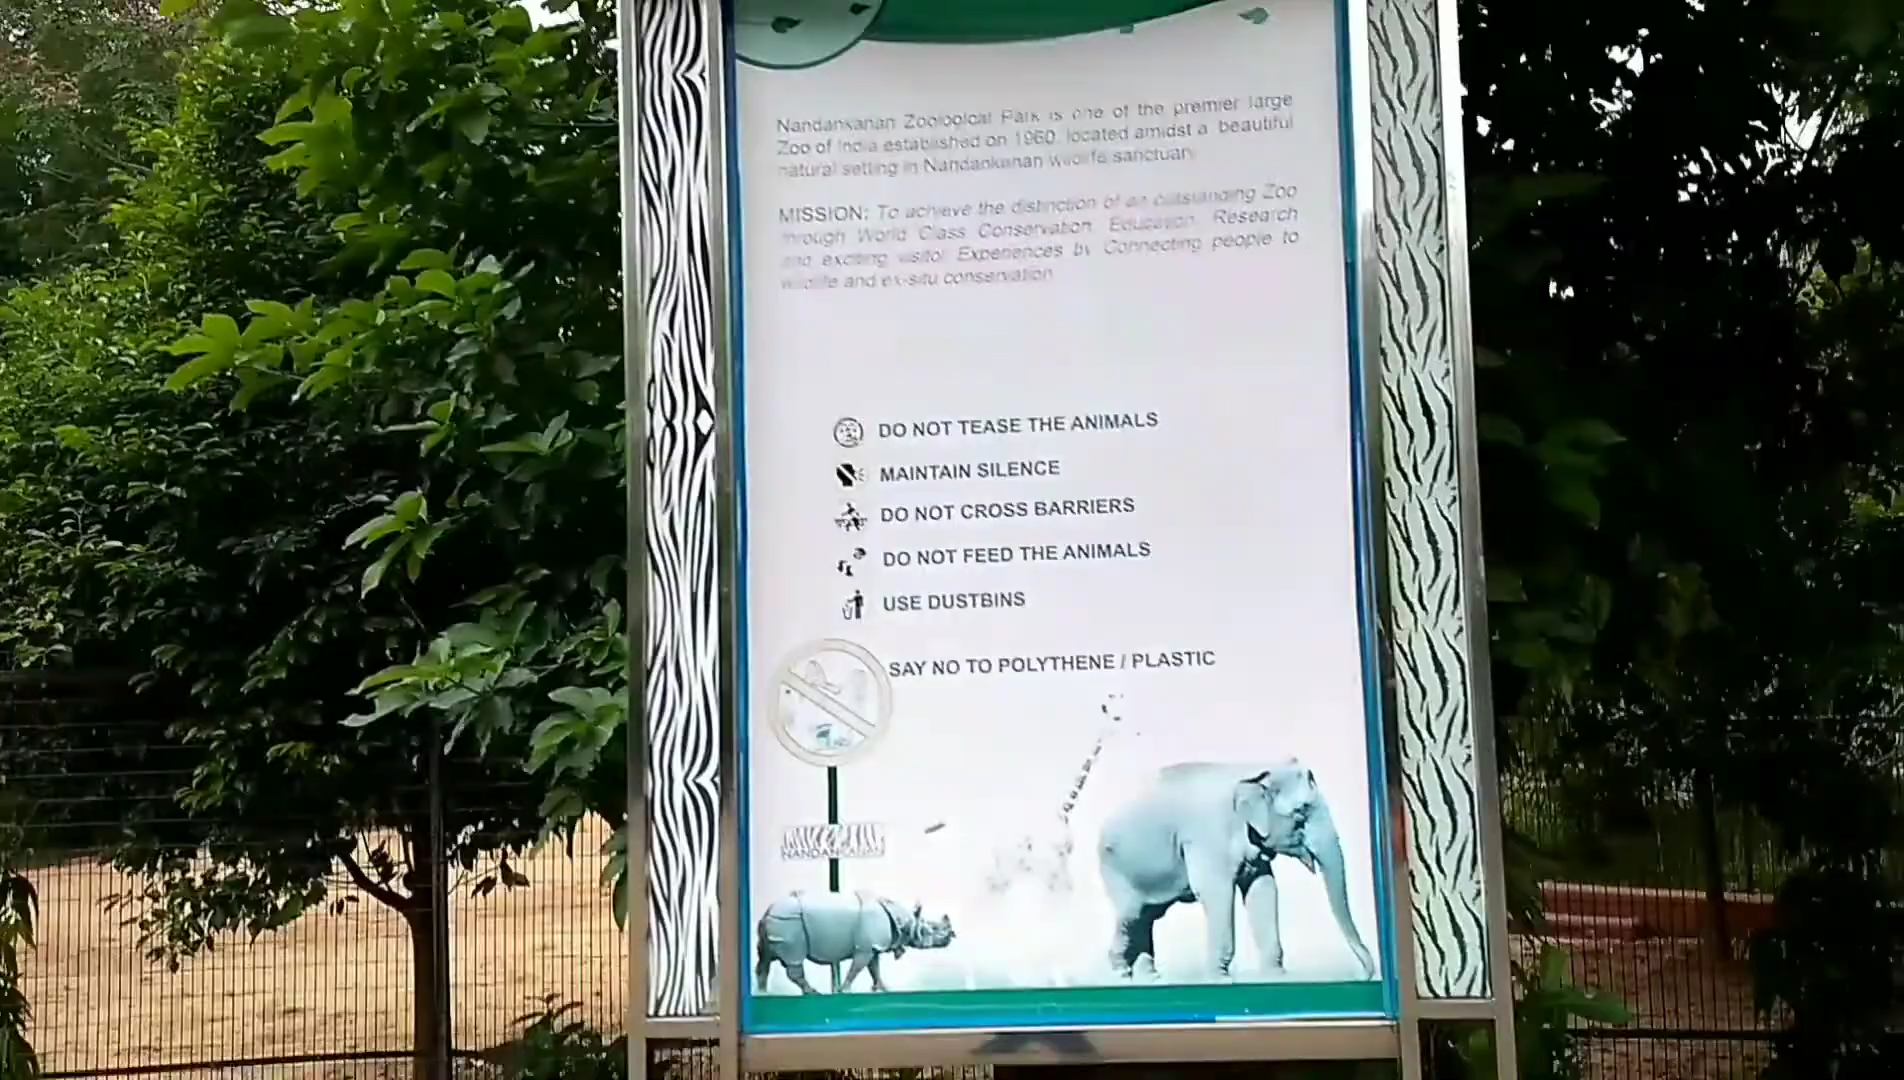 Nandankanan Zoological Park is one of the premier large
Zoo of India established on 1960, located amidst a beautiful
natural setting in Nandankanan wildlife sanctuary
MISSION: To achieve the distinction of an outstanding Zoo
through World Class Conservation, Education, Research
and exciting visitor Experiences by Connecting people to
wildlife and ex-situ conservation
DO NOT TEASE THE ANIMALS
MAINTAIN SILENCE
DO NOT CROSS BARRIERS
DO NOT FEED THE ANIMALS
USE DUSTBINS
SAY NO TO POLYTHENE / PLASTIC
NANDANKANAN